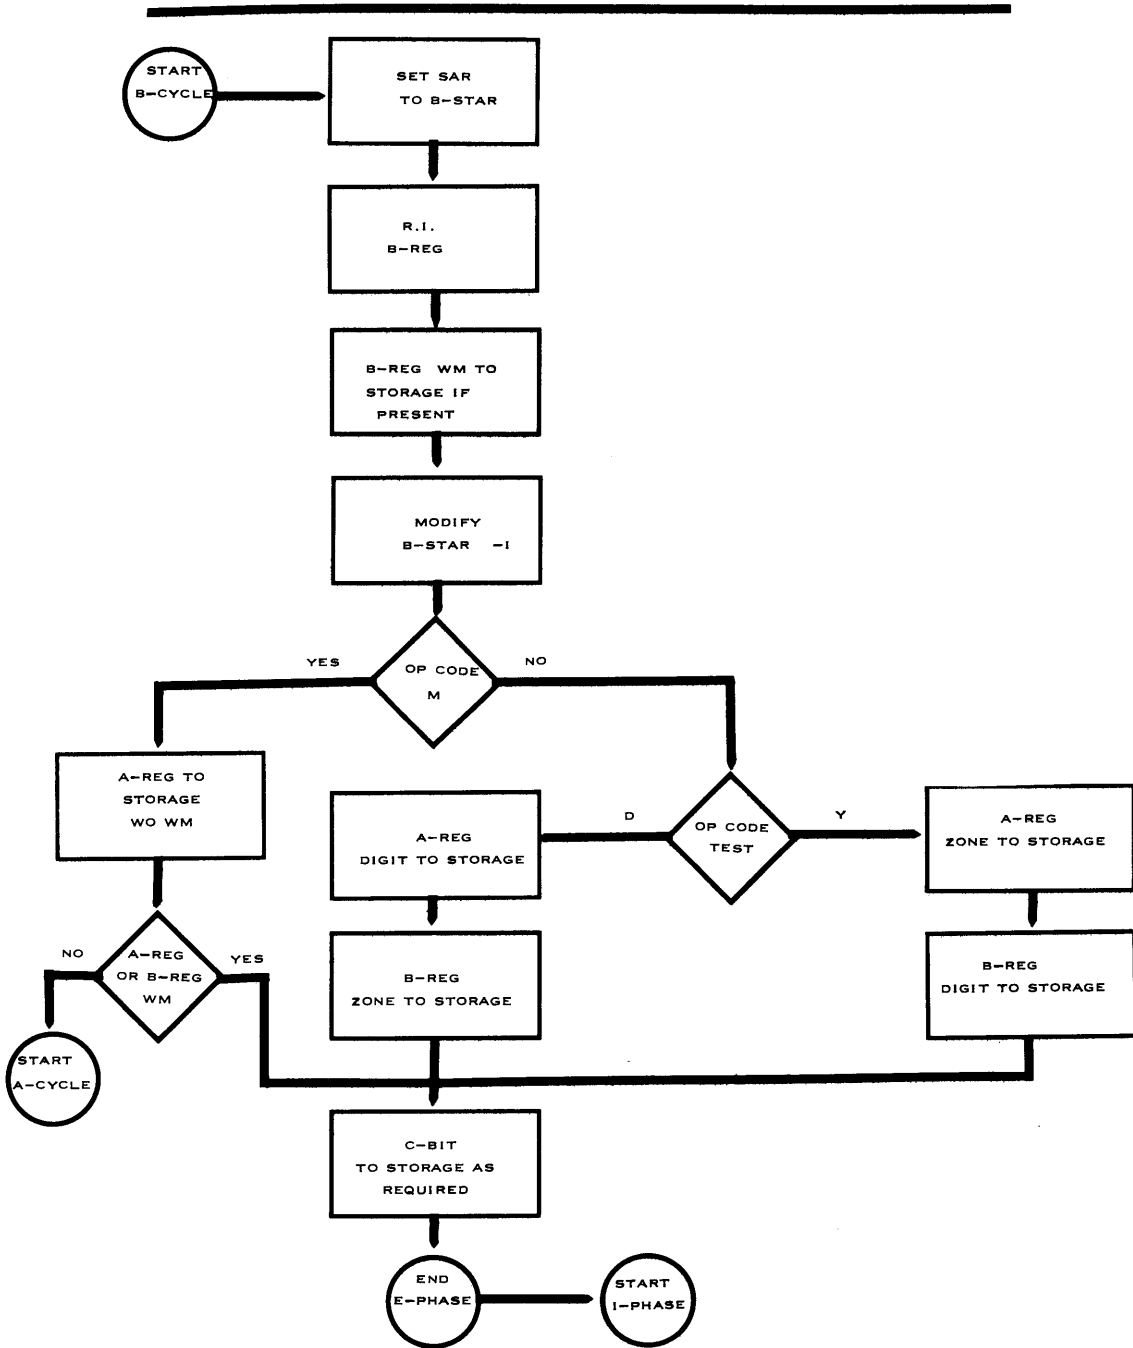 START
B-CYCLE
SET SAR
TO B-STAR
R.I.
B-REG
B-REG WM TO
STORAGE IF
PRESENT
MODIFY
B-STAR -I
OP CODE
M
YES
NO
A-REG TO
STORAGE
WO WM
A-REG
DIGIT TO STORAGE
D
OP CODE
TEST
Y
A-REG
ZONE TO STORAGE
NO
A-REG
OR B-REG
WM
YES
B-REG
ZONE TO STORAGE
B-REG
DIGIT TO STORAGE
START
A-CYCLE
C-BIT
TO STORAGE AS
REQUIRED
END
E-PHASE
START
I-PHASE